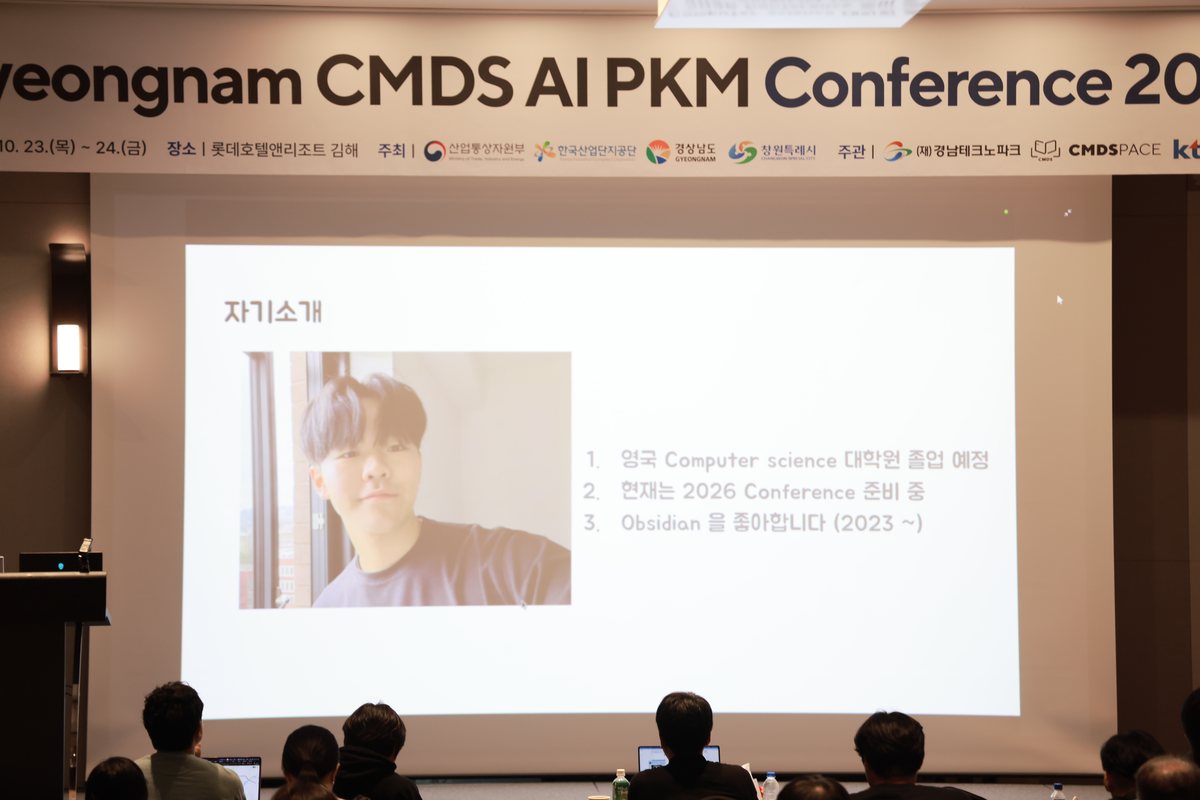 yeongnam CMDS AI PKM Conference 20
10. 23.(목) ~ 24.(금) 장소 | 롯데호텔앤리조트 김해 주최 | 산업통상자원부 한국산업단지공단 경상남도 GYEONGNAM 창원특례시 주관 | (재)경남테크노파크 CMDS CMDSPACE kt
자기소개
1. 영국 Computer science 대학원 졸업 예정
2. 현재는 2026 Conference 준비 중
3. Obsidian 을 좋아합니다 (2023 ~)